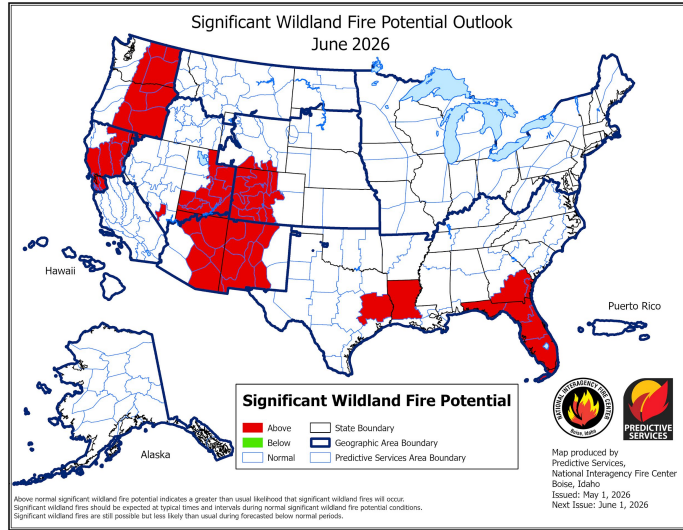 Significant Wildland Fire Potential Outlook
June 2026
Hawaii
Puerto Rico
Alaska
Significant Wildland Fire Potential
Above
Below
Normal
State Boundary
Geographic Area Boundary
Predictive Services Area Boundary
NATIONAL INTERAGENCY FIRE CENTER
Boise, Idaho
PREDICTIVE
SERVICES
Map produced by
Predictive Services,
National Interagency Fire Center
Boise, Idaho
Issued: May 1, 2026
Next Issue: June 1, 2026
Above normal significant wildland fire potential indicates a greater than usual likelihood that significant wildland fires will occur.
Significant wildland fires should be expected at typical times and intervals during normal significant wildland fire potential conditions.
Significant wildland fires are still possible but less likely than usual during forecasted below normal periods.